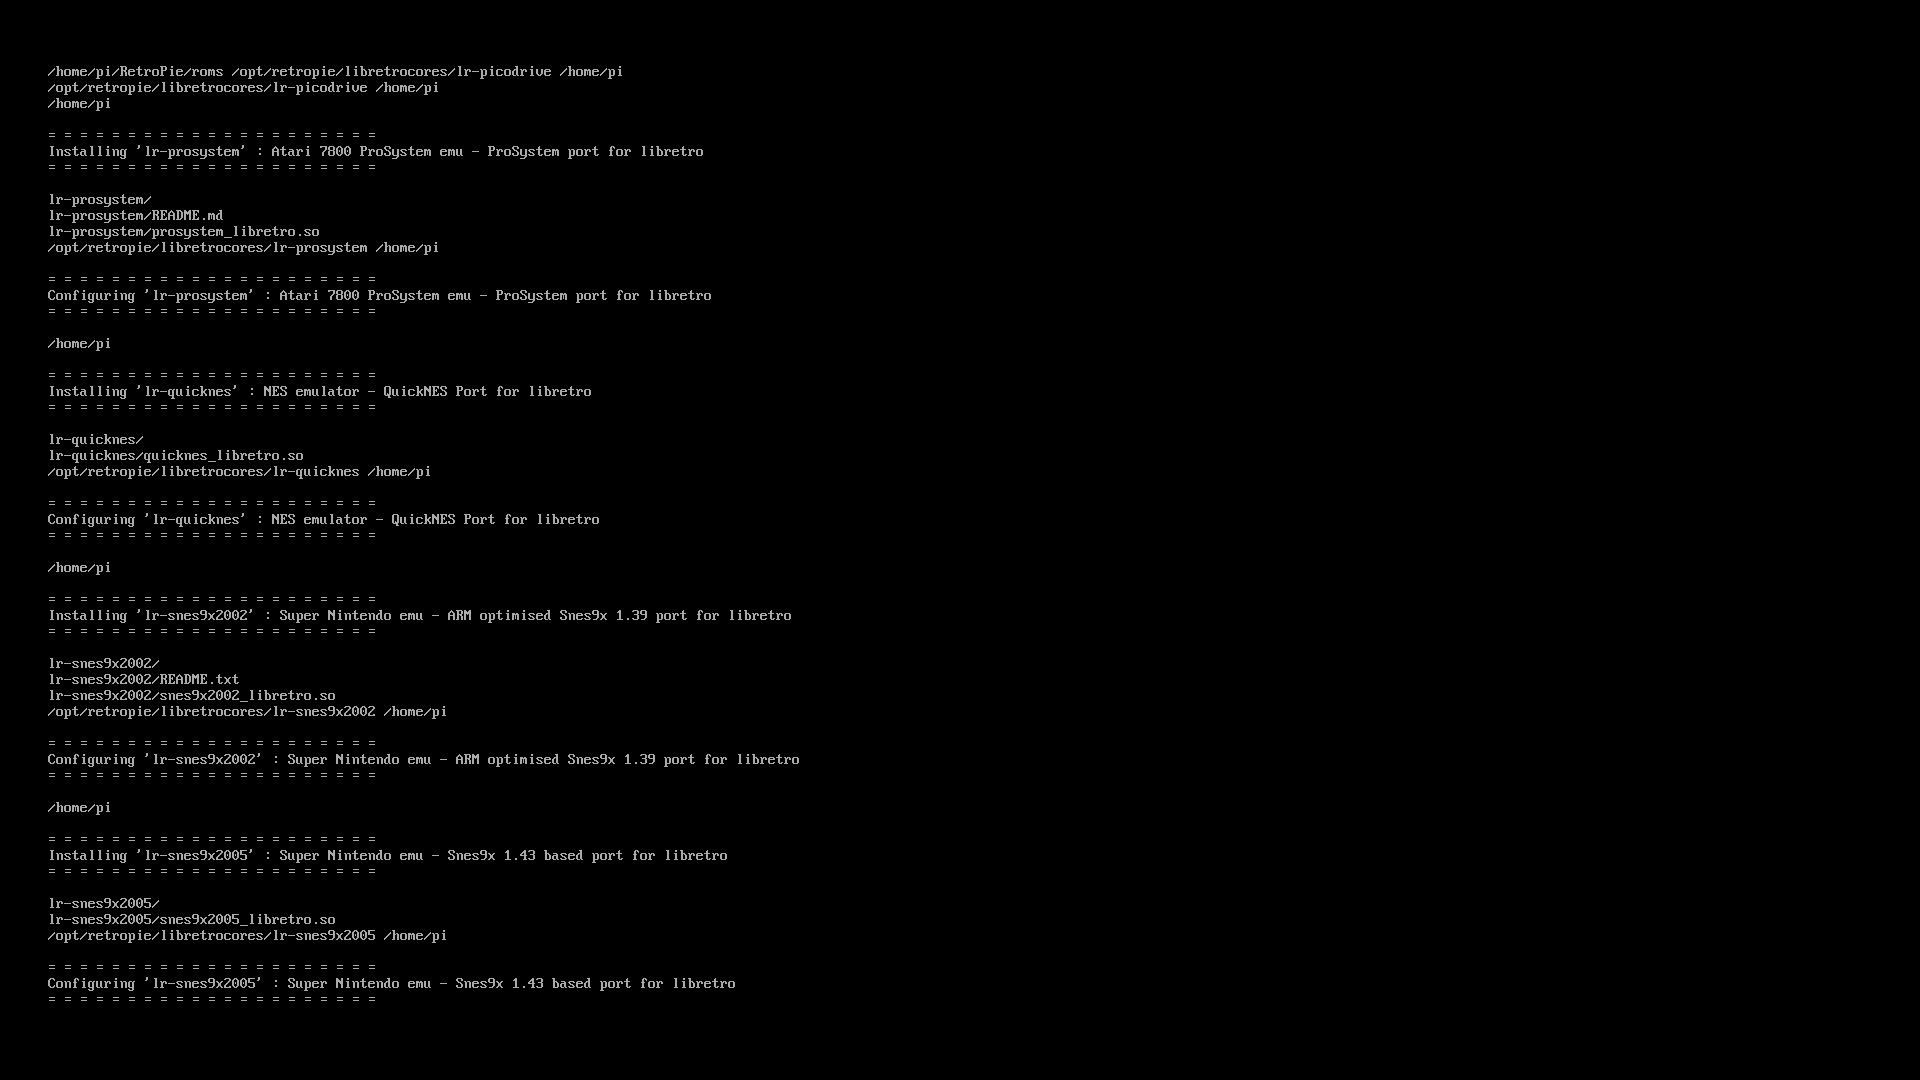 /home/pi/RetroPie/roms /opt/retropie/libretrocores/lr-picodrive /home/pi
/opt/retropie/libretrocores/lr-picodrive /home/pi
/home/pi
= = = = = = = = = = = = = = = = = = = = =
Installing 'lr-prosystem' : Atari 7800 ProSystem emu - ProSystem port for libretro
= = = = = = = = = = = = = = = = = = = = =
lr-prosystem/
lr-prosystem/README.md
lr-prosystem/prosystem_libretro.so
/opt/retropie/libretrocores/lr-prosystem /home/pi
= = = = = = = = = = = = = = = = = = = = =
Configuring 'lr-prosystem' : Atari 7800 ProSystem emu - ProSystem port for libretro
= = = = = = = = = = = = = = = = = = = = =
/home/pi
= = = = = = = = = = = = = = = = = = = = =
Installing 'lr-quicknes' : NES emulator - QuickNES Port for libretro
= = = = = = = = = = = = = = = = = = = = =
lr-quicknes/
lr-quicknes/quicknes_libretro.so
/opt/retropie/libretrocores/lr-quicknes /home/pi
= = = = = = = = = = = = = = = = = = = = =
Configuring 'lr-quicknes' : NES emulator - QuickNES Port for libretro
= = = = = = = = = = = = = = = = = = = = =
/home/pi
= = = = = = = = = = = = = = = = = = = = =
Installing 'lr-snes9x2002' : Super Nintendo emu - ARM optimised Snes9x 1.39 port for libretro
= = = = = = = = = = = = = = = = = = = = =
lr-snes9x2002/
lr-snes9x2002/README.txt
lr-snes9x2002/snes9x2002_libretro.so
/opt/retropie/libretrocores/lr-snes9x2002 /home/pi
= = = = = = = = = = = = = = = = = = = = =
Configuring 'lr-snes9x2002' : Super Nintendo emu - ARM optimised Snes9x 1.39 port for libretro
= = = = = = = = = = = = = = = = = = = = =
/home/pi
= = = = = = = = = = = = = = = = = = = = =
Installing 'lr-snes9x2005' : Super Nintendo emu - Snes9x 1.43 based port for libretro
= = = = = = = = = = = = = = = = = = = = =
lr-snes9x2005/
lr-snes9x2005/snes9x2005_libretro.so
/opt/retropie/libretrocores/lr-snes9x2005 /home/pi
= = = = = = = = = = = = = = = = = = = = =
Configuring 'lr-snes9x2005' : Super Nintendo emu - Snes9x 1.43 based port for libretro
= = = = = = = = = = = = = = = = = = = = =